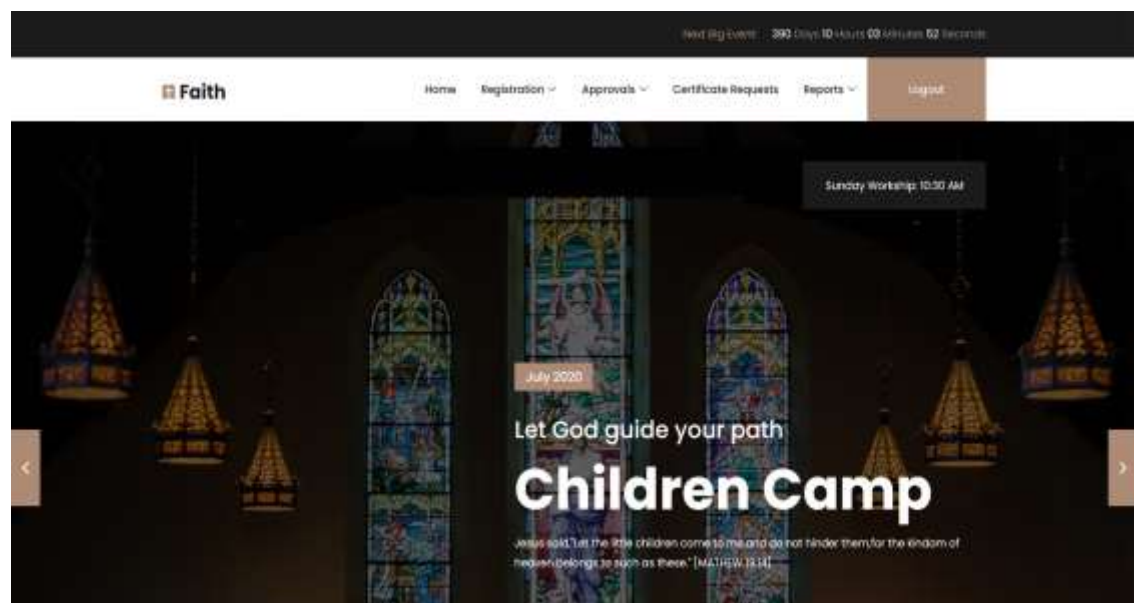 Next Big Event 390 Days 10 Hours 03 Minutes 52 Seconds
Faith
Home Registration Approvals Certificate Requests Reports Logout
Sunday Workship: 10:30 AM
July 2020
Let God guide your path
Children Camp
Jesus said,"Let the little children come to me and do not hinder them,for the kindom of
heaven belongs to such as these." [MATHEW 19:14]